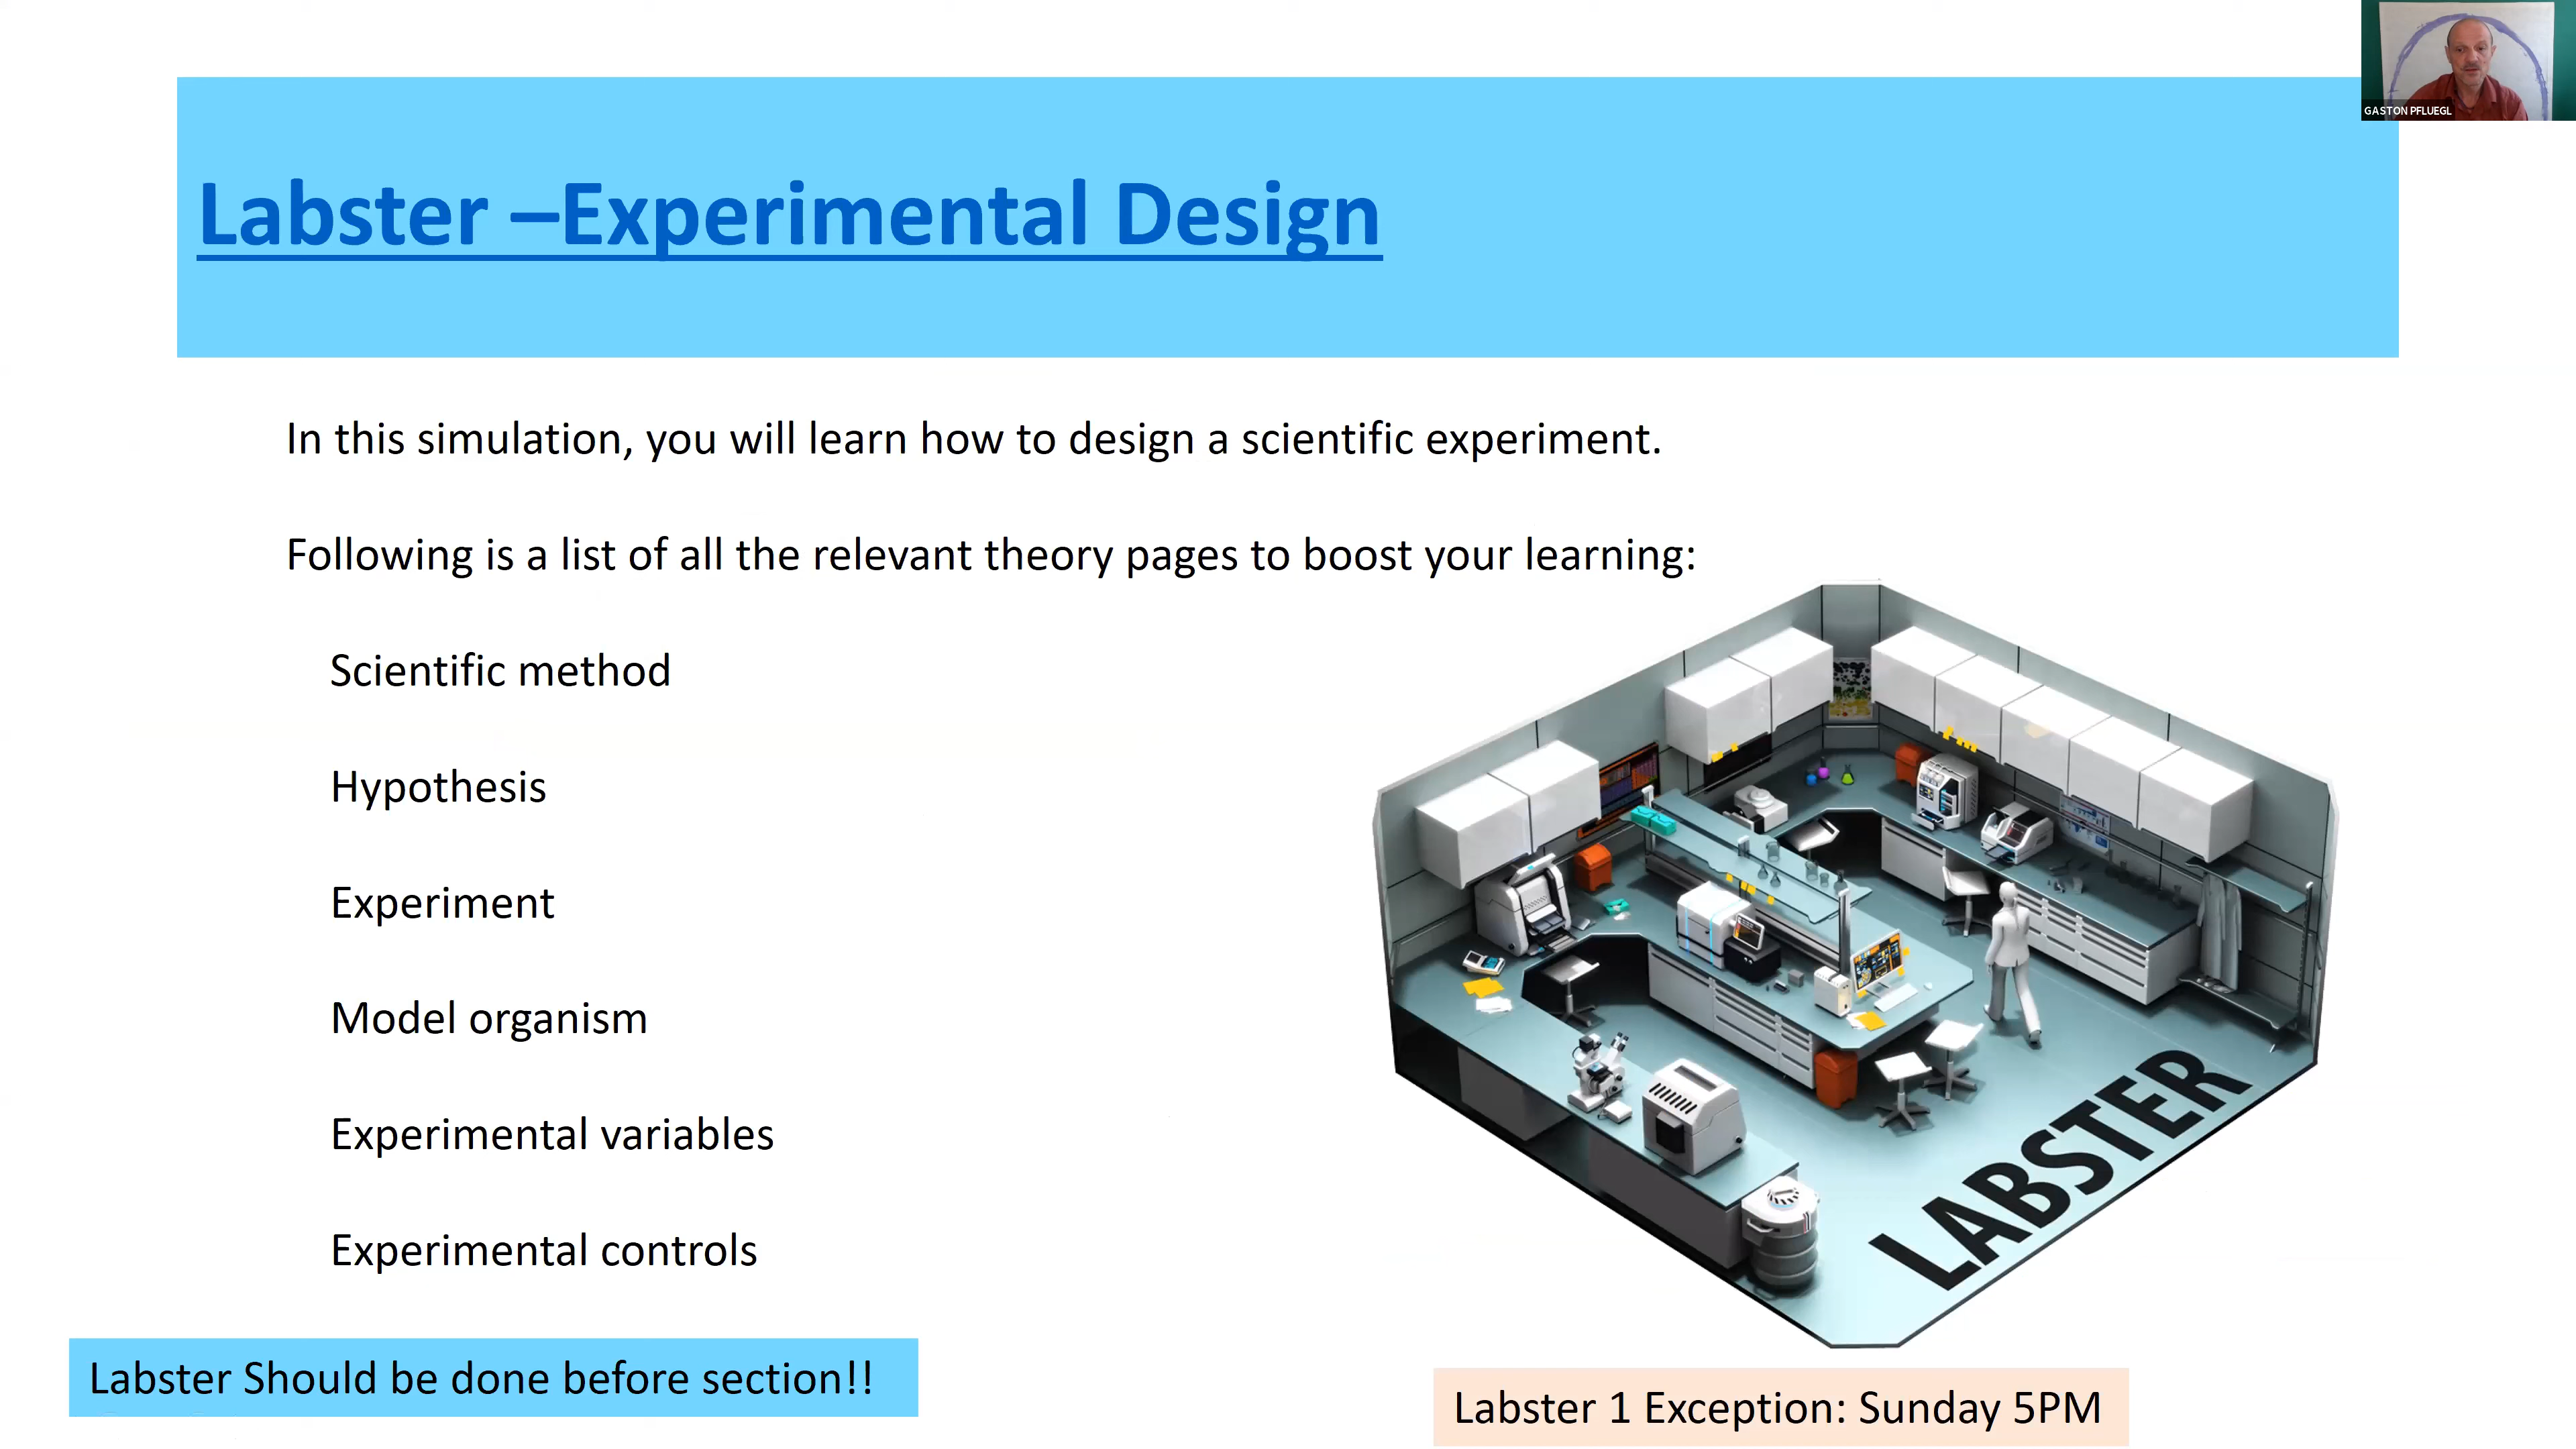 GASTON PFLUEGL
Labster –Experimental Design
In this simulation, you will learn how to design a scientific experiment.
Following is a list of all the relevant theory pages to boost your learning:
Scientific method
Hypothesis
Experiment
Model organism
Experimental variables
Experimental controls
LABSTER
Labster Should be done before section!!
Labster 1 Exception: Sunday 5PM